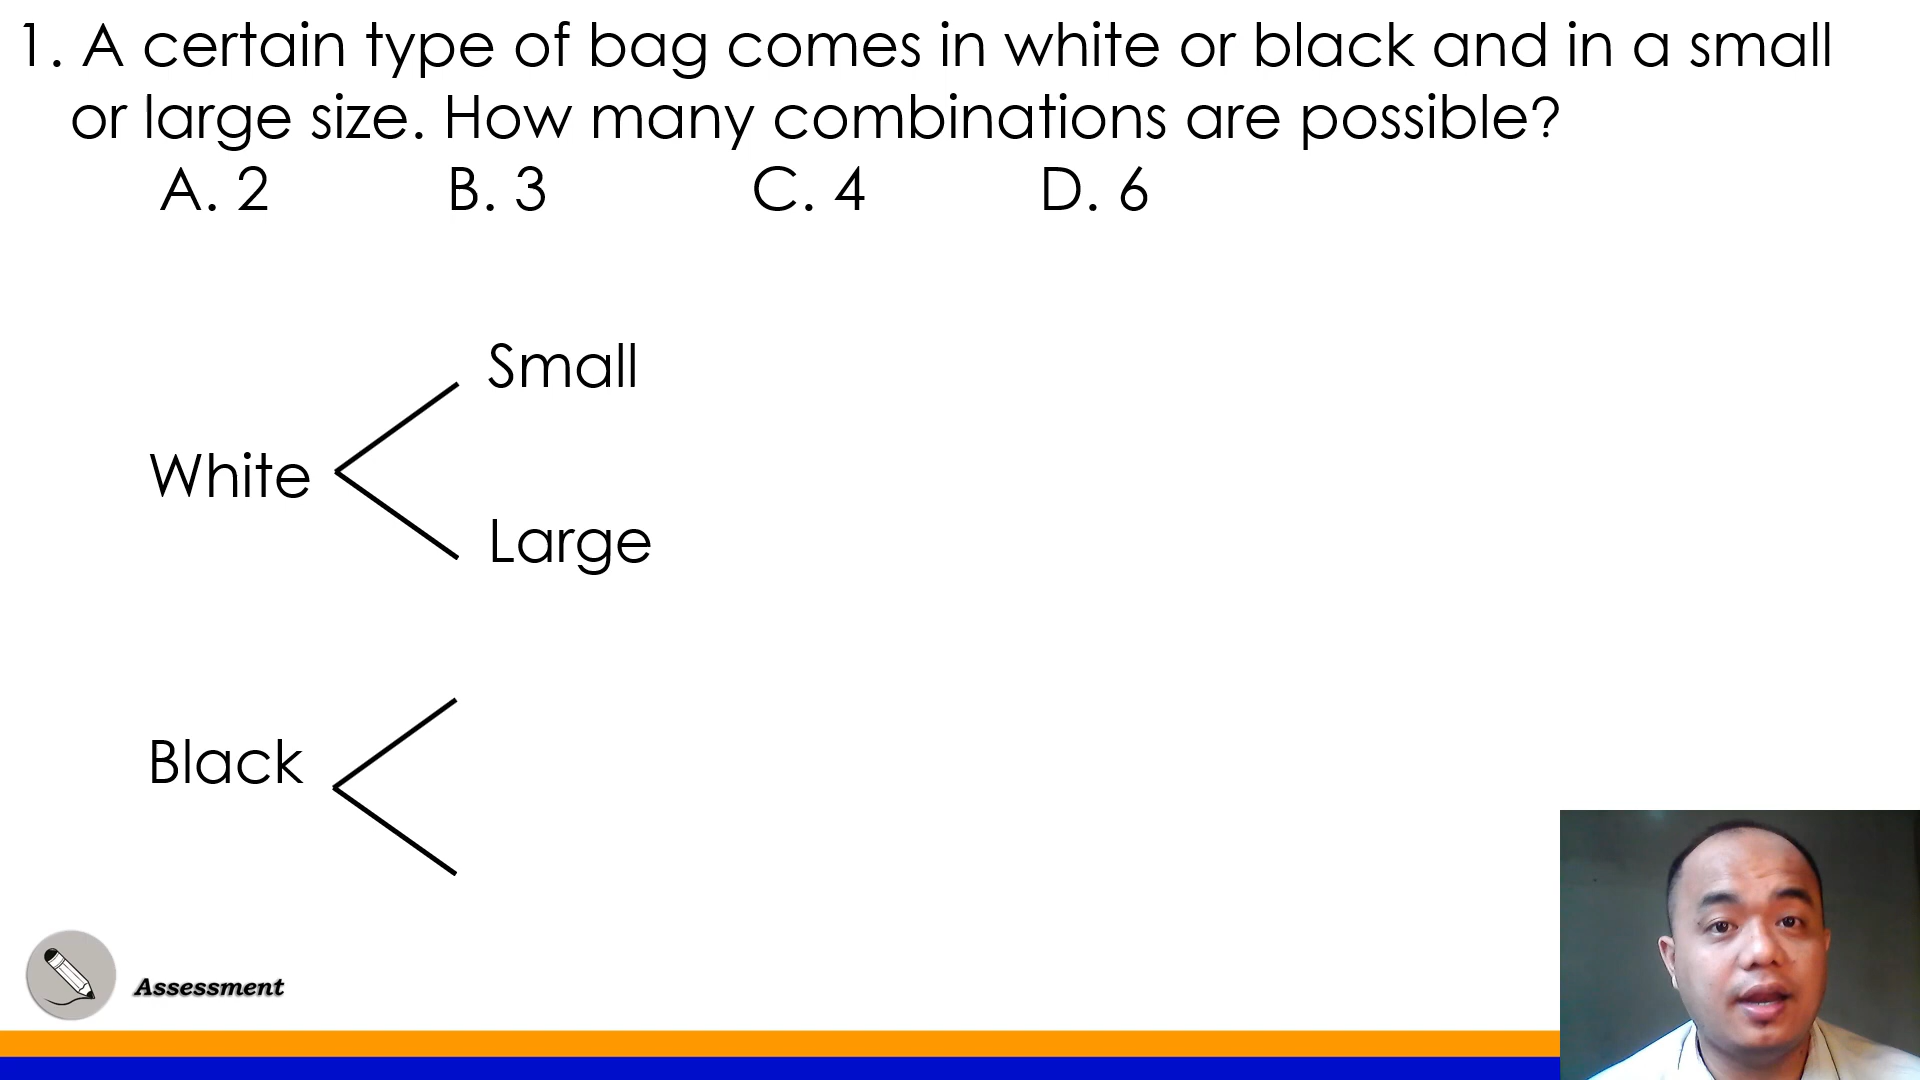 1. A certain type of bag comes in white or black and in a small
or large size. How many combinations are possible?
A. 2 B. 3 C. 4 D. 6
Small
White
Large
Black
Assessment